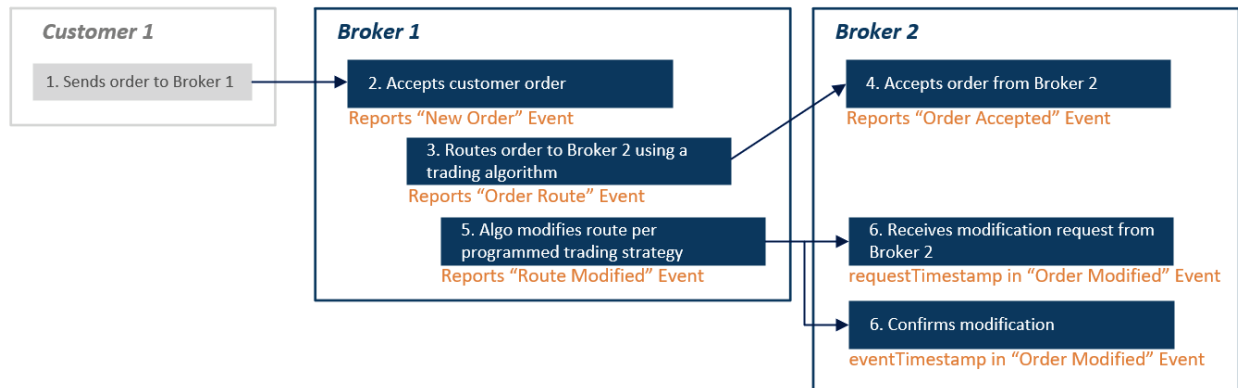 Customer 1
1. Sends order to Broker 1
Broker 1
2. Accepts customer order
Reports “New Order” Event
3. Routes order to Broker 2 using a
trading algorithm
Reports “Order Route” Event
5. Algo modifies route per
programmed trading strategy
Reports “Route Modified” Event
Broker 2
4. Accepts order from Broker 2
Reports “Order Accepted” Event
6. Receives modification request from
Broker 2
requestTimestamp in “Order Modified” Event
6. Confirms modification
eventTimestamp in “Order Modified” Event